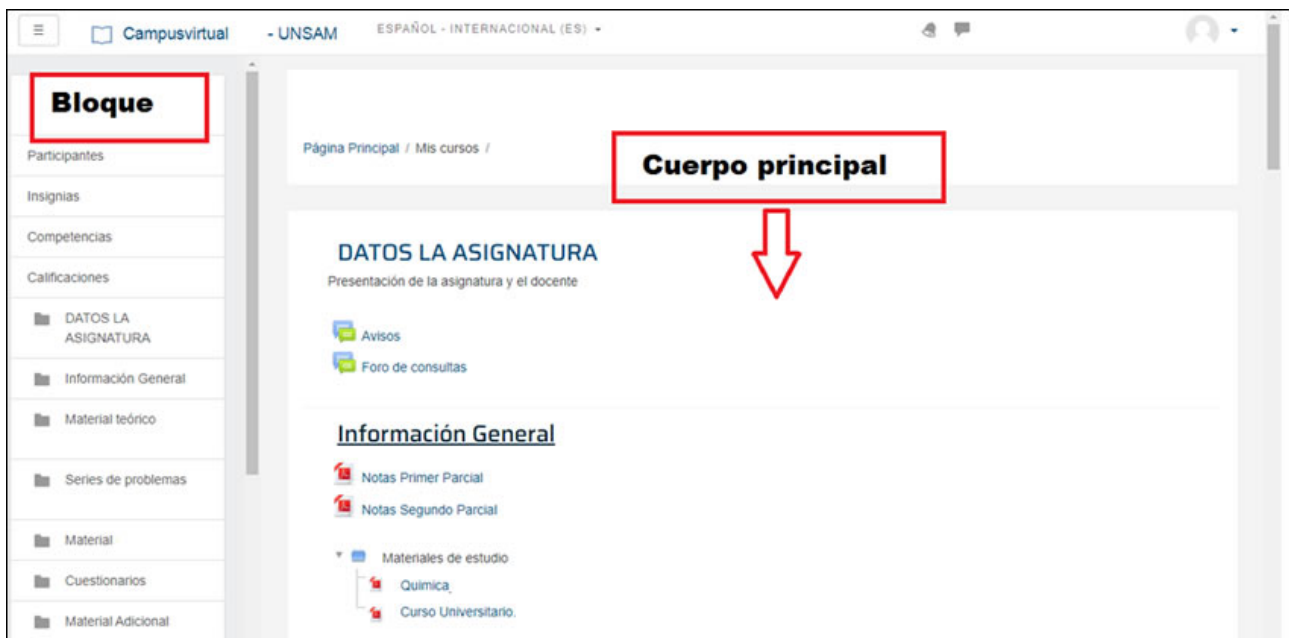 Campusvirtual - UNSAM ESPAÑOL - INTERNACIONAL (ES)
Bloque
Participantes
Insignias
Competencias
Calificaciones
DATOS LA
ASIGNATURA
Información General
Material teórico
Series de problemas
Material
Cuestionarios
Material Adicional
Página Principal / Mis cursos /
Cuerpo principal
DATOS LA ASIGNATURA
Presentación de la asignatura y el docente
Avisos
Foro de consultas
Información General
Notas Primer Parcial
Notas Segundo Parcial
Materiales de estudio
Quimica
Curso Universitario.